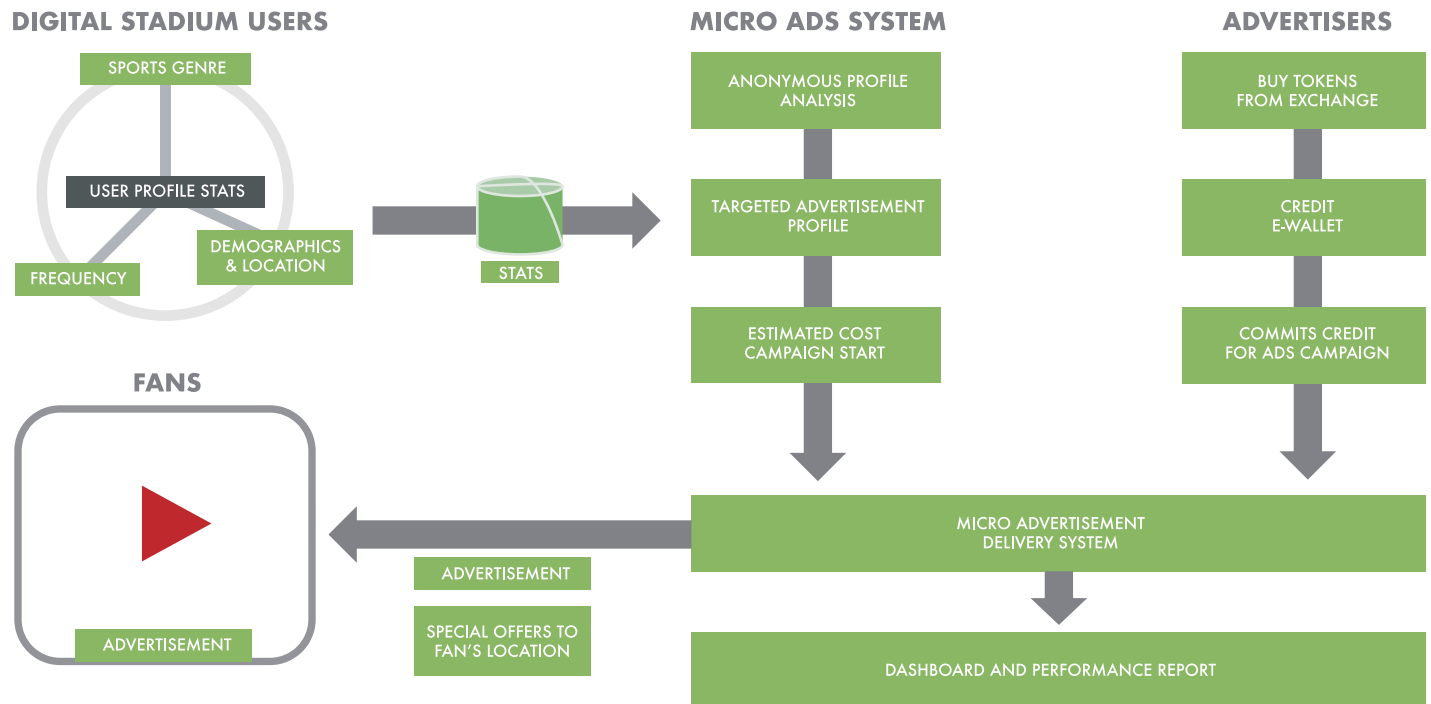 DIGITAL STADIUM USERS
SPORTS GENRE
USER PROFILE STATS
DEMOGRAPHICS
& LOCATION
FREQUENCY
STATS
MICRO ADS SYSTEM
ANONYMOUS PROFILE
ANALYSIS
TARGETED ADVERTISEMENT
PROFILE
ESTIMATED COST
CAMPAIGN START
ADVERTISERS
BUY TOKENS
FROM EXCHANGE
CREDIT
E-WALLET
COMMITS CREDIT
FOR ADS CAMPAIGN
FANS
ADVERTISEMENT
ADVERTISEMENT
SPECIAL OFFERS TO
FAN'S LOCATION
MICRO ADVERTISEMENT
DELIVERY SYSTEM
DASHBOARD AND PERFORMANCE REPORT